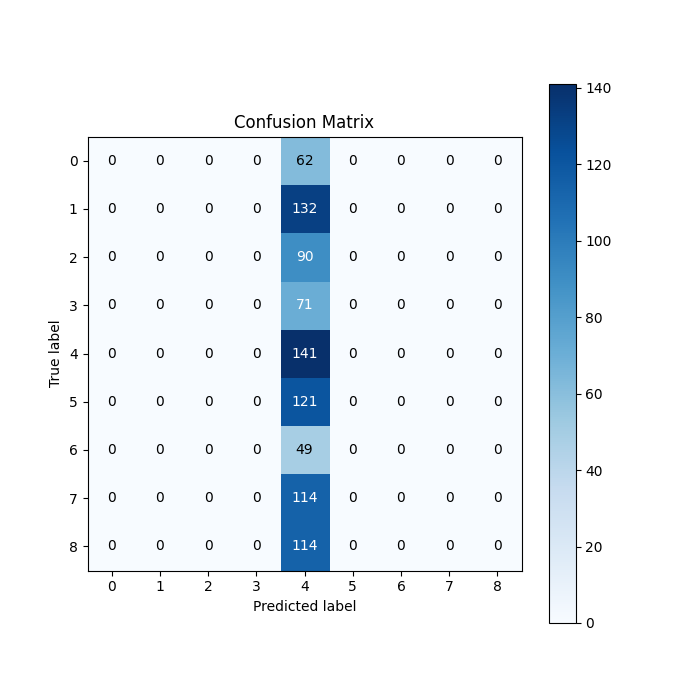 Confusion Matrix
True label
0 0 0 0 0 62 0 0 0 0
1 0 0 0 0 132 0 0 0 0
2 0 0 0 0 90 0 0 0 0
3 0 0 0 0 71 0 0 0 0
4 0 0 0 0 141 0 0 0 0
5 0 0 0 0 121 0 0 0 0
6 0 0 0 0 49 0 0 0 0
7 0 0 0 0 114 0 0 0 0
8 0 0 0 0 114 0 0 0 0
0 1 2 3 4 5 6 7 8
Predicted label
140
120
100
80
60
40
20
0